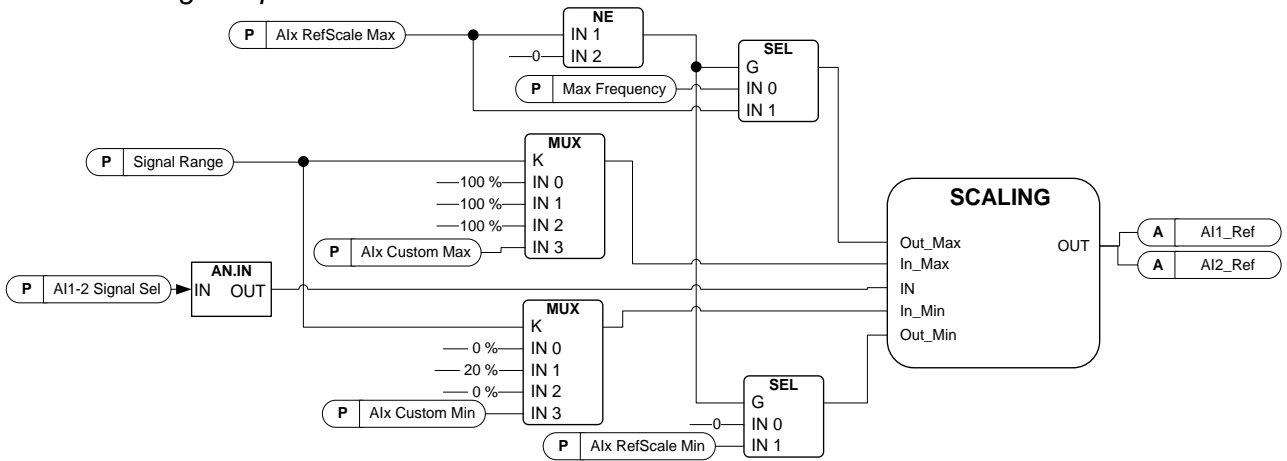 NE
P AIx RefScale Max
IN 1
0 IN 2
SEL
G
P Max Frequency
IN 0
IN 1
MUX
P Signal Range
K
100 % IN 0
100 % IN 1
100 % IN 2
P AIx Custom Max
IN 3
SCALING
Out_Max
In_Max
IN
In_Min
Out_Min
OUT
A AI1_Ref
A AI2_Ref
AN.IN
P AI1-2 Signal Sel
IN OUT
MUX
K
0 % IN 0
20 % IN 1
0 % IN 2
P AIx Custom Min
IN 3
SEL
G
0 IN 0
P AIx RefScale Min
IN 1